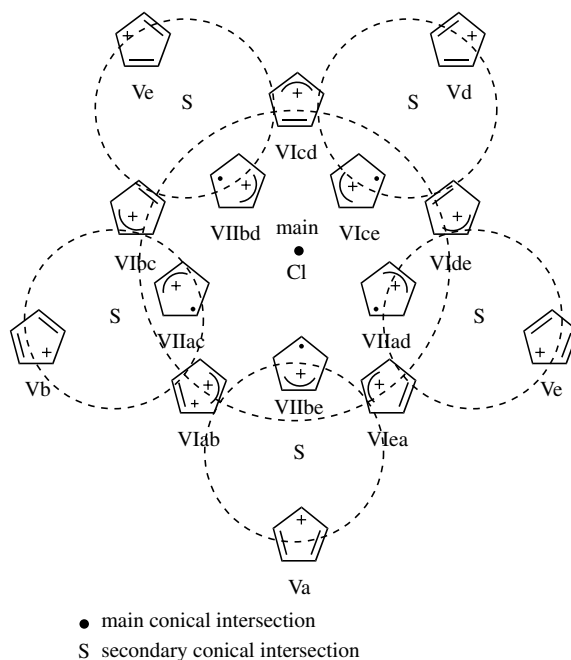 Ve
S
S
Vd
VIcd
VIIbd
main
VIce
VIbc
CI
VIde
S
VIIac
VIIad
S
Vb
VIIbe
Ve
VIab
VIea
S
Va
● main conical intersection
S secondary conical intersection